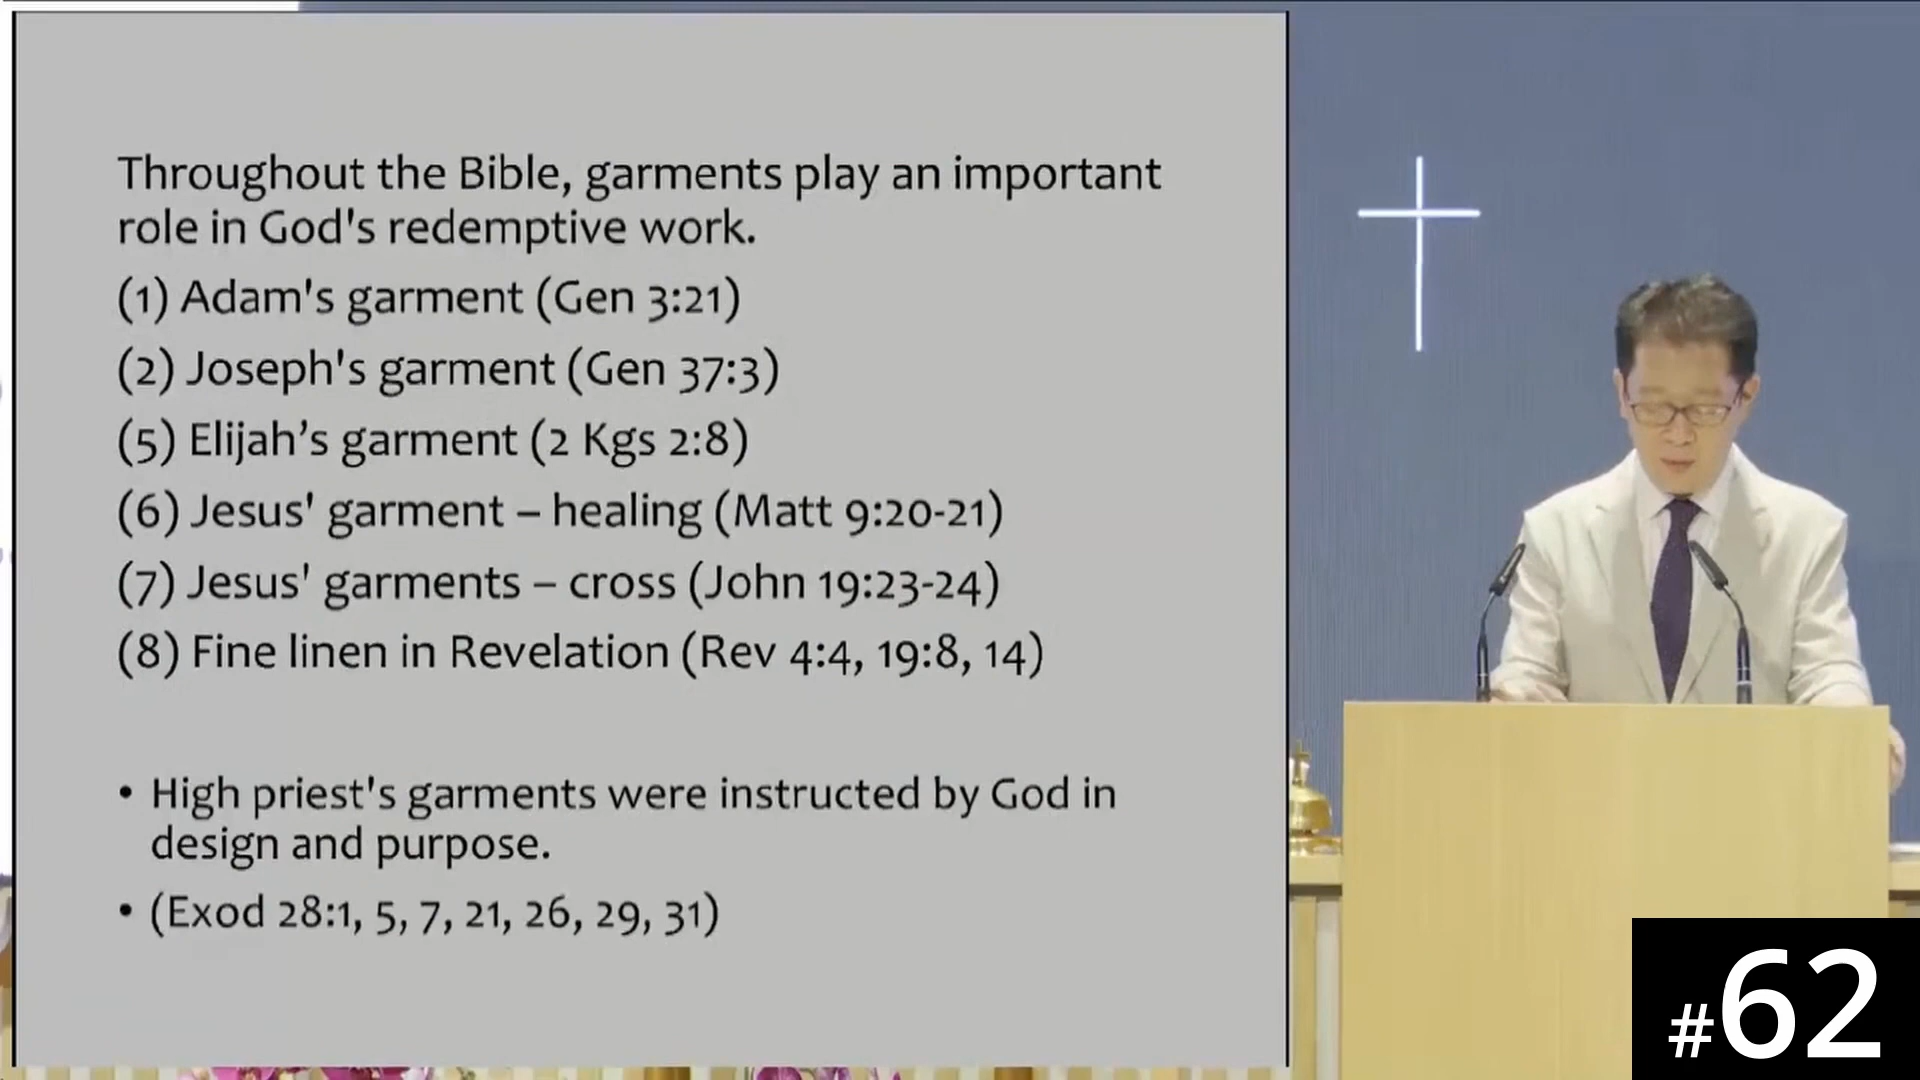 Throughout the Bible, garments play an important
role in God's redemptive work.
(1) Adam's garment (Gen 3:21)
(2) Joseph's garment (Gen 37:3)
(5) Elijah’s garment (2 Kgs 2:8)
(6) Jesus' garment – healing (Matt 9:20-21)
(7) Jesus' garments – cross (John 19:23-24)
(8) Fine linen in Revelation (Rev 4:4, 19:8, 14)
• High priest's garments were instructed by God in
design and purpose.
• (Exod 28:1, 5, 7, 21, 26, 29, 31)
#62